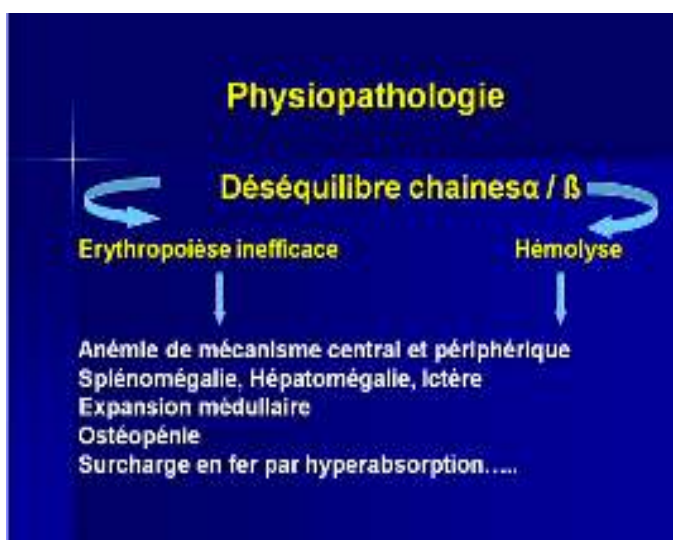 Physiopathologie
Déséquilibre chainesα / ß
Erythropoièse inefficace
Hémolyse
Anémie de mécanisme central et périphérique
Splénomégalie, Hépatomégalie, Ictère
Expansion médullaire
Ostéopénie
Surcharge en fer par hyperabsorption.....